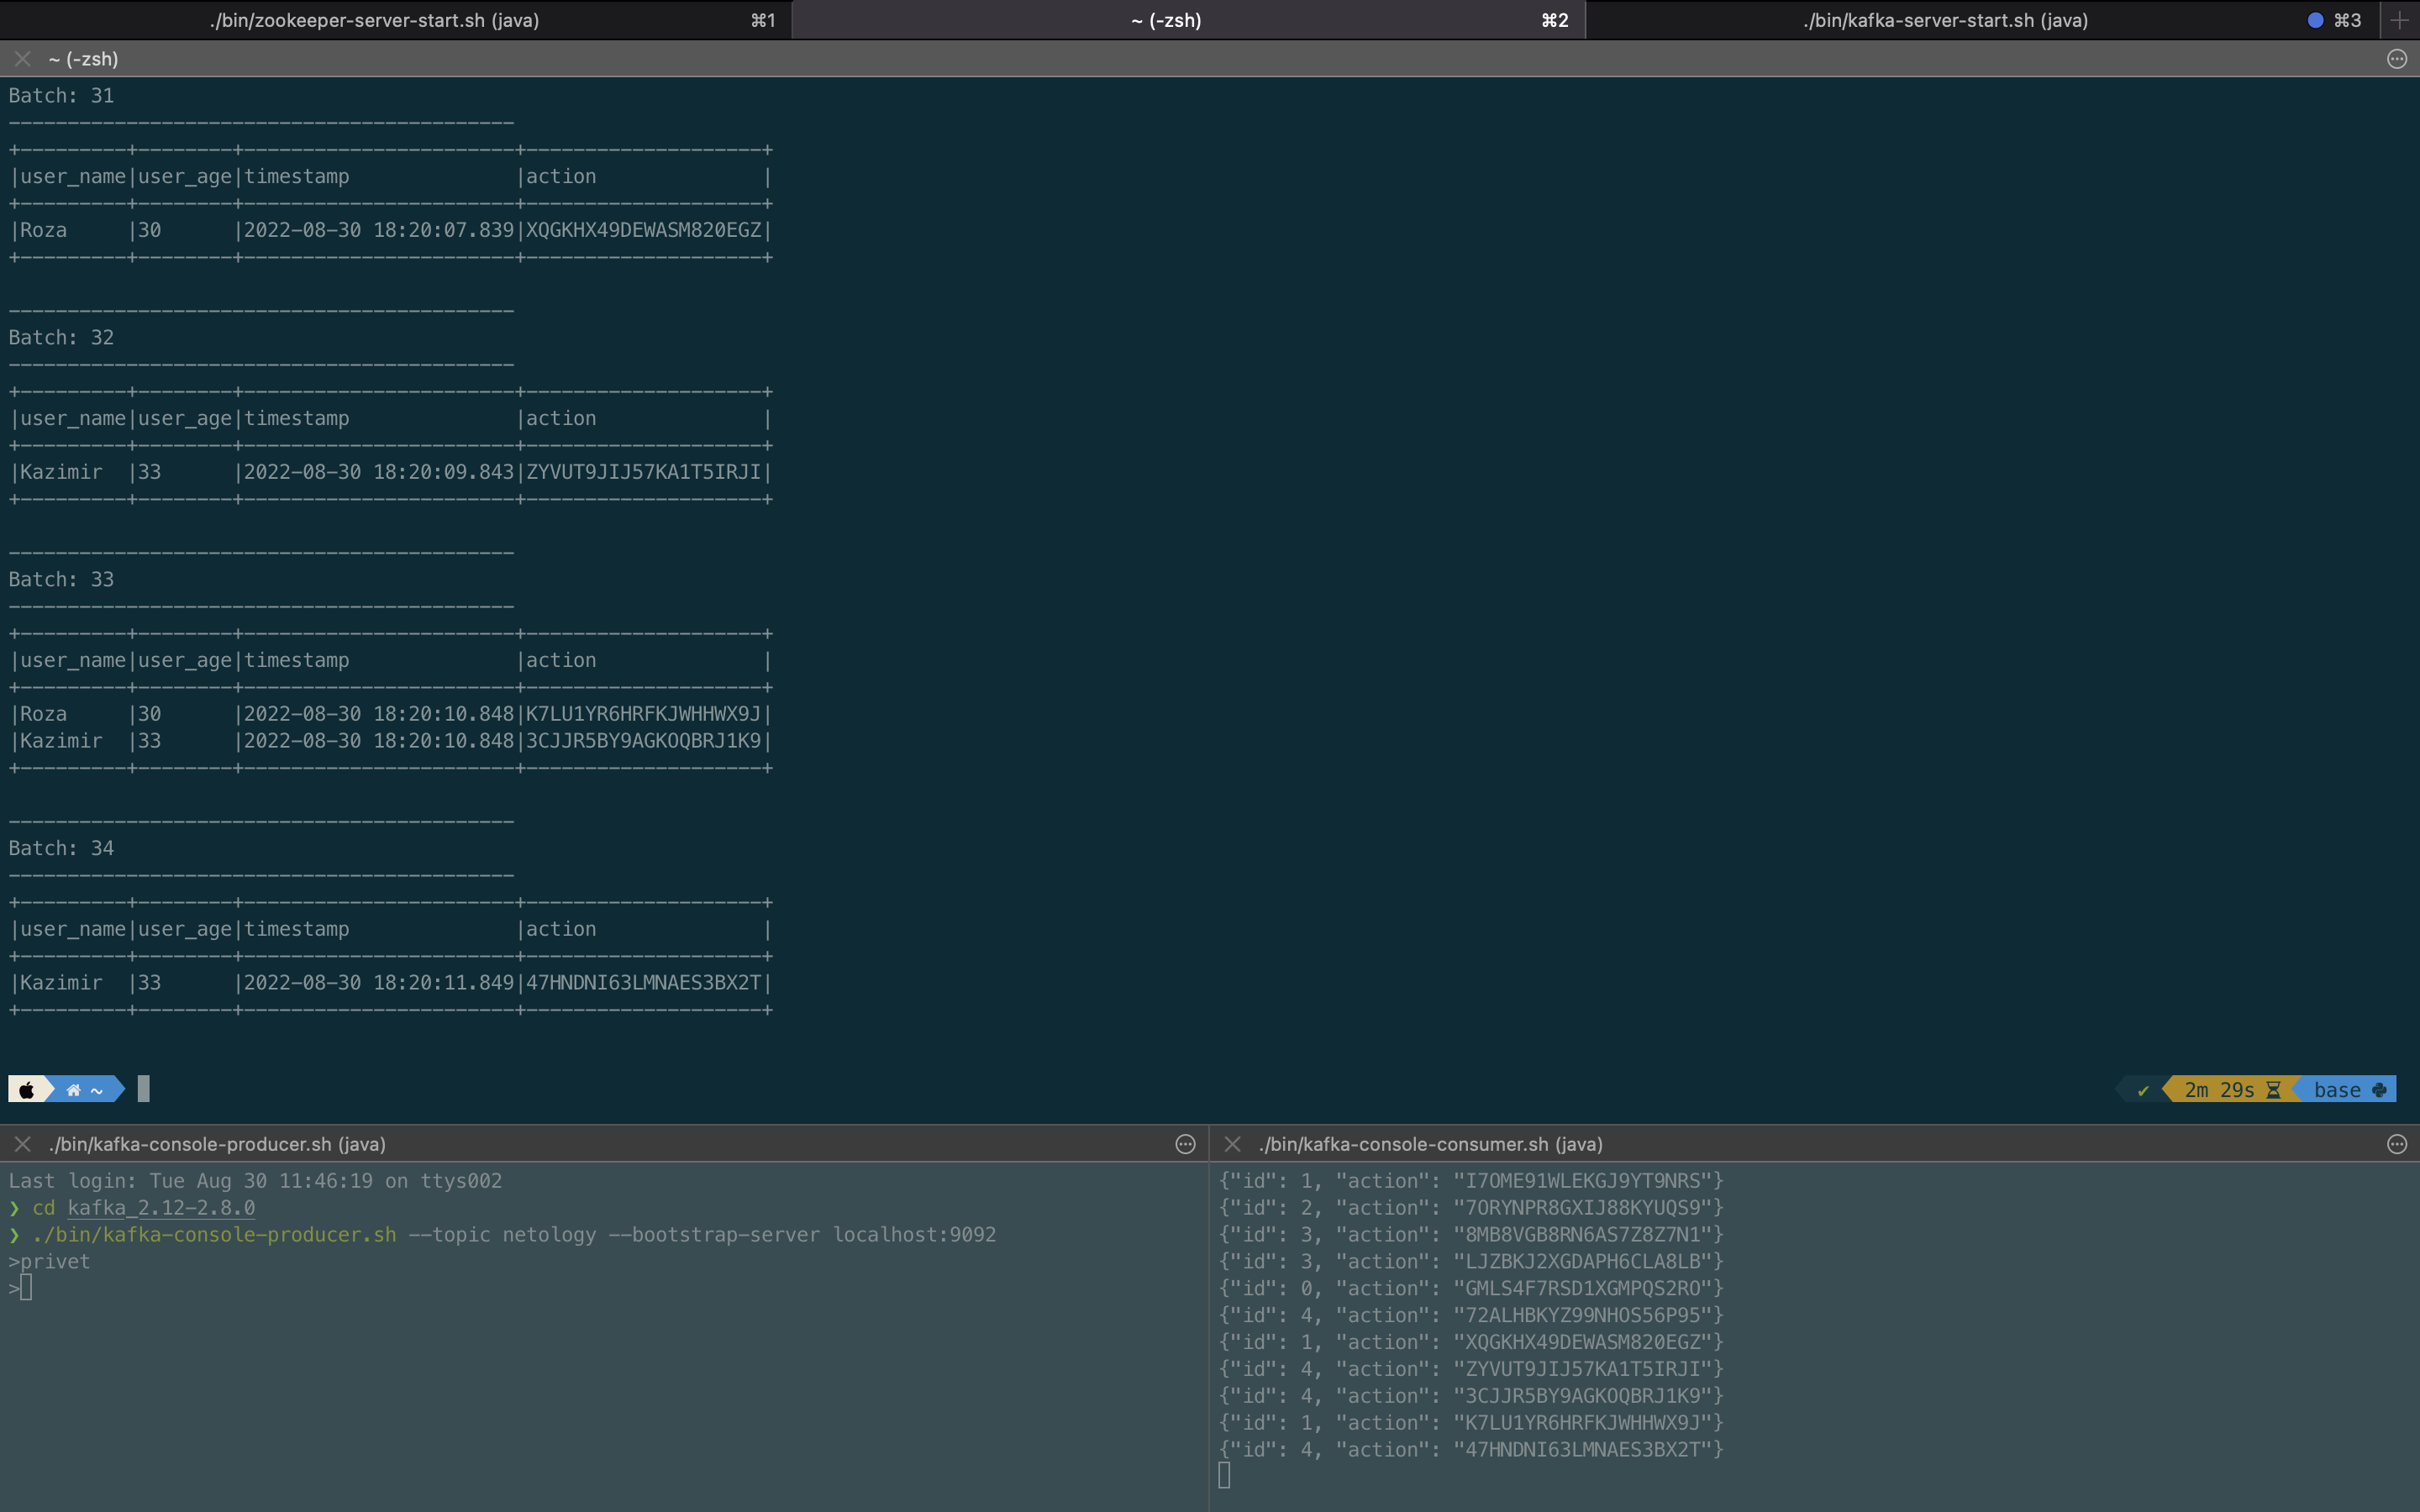 ./bin/zookeeper-server-start.sh (java) ⌘1 ~ (-zsh) ⌘2 ./bin/kafka-server-start.sh (java) ⌘3
~ (-zsh)
Batch: 31
-------------------------------------------
+---------+--------+-----------------------+--------------------+
|user_name|user_age|timestamp              |action              |
+---------+--------+-----------------------+--------------------+
|Roza     |30      |2022-08-30 18:20:07.839|XQGKHX49DEWASM820EGZ|
+---------+--------+-----------------------+--------------------+
-------------------------------------------
Batch: 32
-------------------------------------------
+---------+--------+-----------------------+--------------------+
|user_name|user_age|timestamp              |action              |
+---------+--------+-----------------------+--------------------+
|Kazimir  |33      |2022-08-30 18:20:09.843|ZYVUT9JIJ57KA1T5IRJI|
+---------+--------+-----------------------+--------------------+
-------------------------------------------
Batch: 33
-------------------------------------------
+---------+--------+-----------------------+--------------------+
|user_name|user_age|timestamp              |action              |
+---------+--------+-----------------------+--------------------+
|Roza     |30      |2022-08-30 18:20:10.848|K7LU1YR6HRFKJWHHWX9J|
|Kazimir  |33      |2022-08-30 18:20:10.848|3CJJR5BY9AGKOQBRJ1K9|
+---------+--------+-----------------------+--------------------+
-------------------------------------------
Batch: 34
-------------------------------------------
+---------+--------+-----------------------+--------------------+
|user_name|user_age|timestamp              |action              |
+---------+--------+-----------------------+--------------------+
|Kazimir  |33      |2022-08-30 18:20:11.849|47HNDNI63LMNAES3BX2T|
+---------+--------+-----------------------+--------------------+
~ ✔ 2m 29s base
./bin/kafka-console-producer.sh (java)
Last login: Tue Aug 30 11:46:19 on ttys002
❯ cd kafka_2.12-2.8.0
❯ ./bin/kafka-console-producer.sh --topic netology --bootstrap-server localhost:9092
>privet
>
./bin/kafka-console-consumer.sh (java)
{"id": 1, "action": "I7OME91WLEKGJ9YT9NRS"}
{"id": 2, "action": "7ORYNPR8GXIJ88KYUQS9"}
{"id": 3, "action": "8MB8VGB8RN6AS7Z8Z7N1"}
{"id": 3, "action": "LJZBKJ2XGDAPH6CLA8LB"}
{"id": 0, "action": "GMLS4F7RSD1XGMPQS2RO"}
{"id": 4, "action": "72ALHBKYZ99NHOS56P95"}
{"id": 1, "action": "XQGKHX49DEWASM820EGZ"}
{"id": 4, "action": "ZYVUT9JIJ57KA1T5IRJI"}
{"id": 4, "action": "3CJJR5BY9AGKOQBRJ1K9"}
{"id": 1, "action": "K7LU1YR6HRFKJWHHWX9J"}
{"id": 4, "action": "47HNDNI63LMNAES3BX2T"}